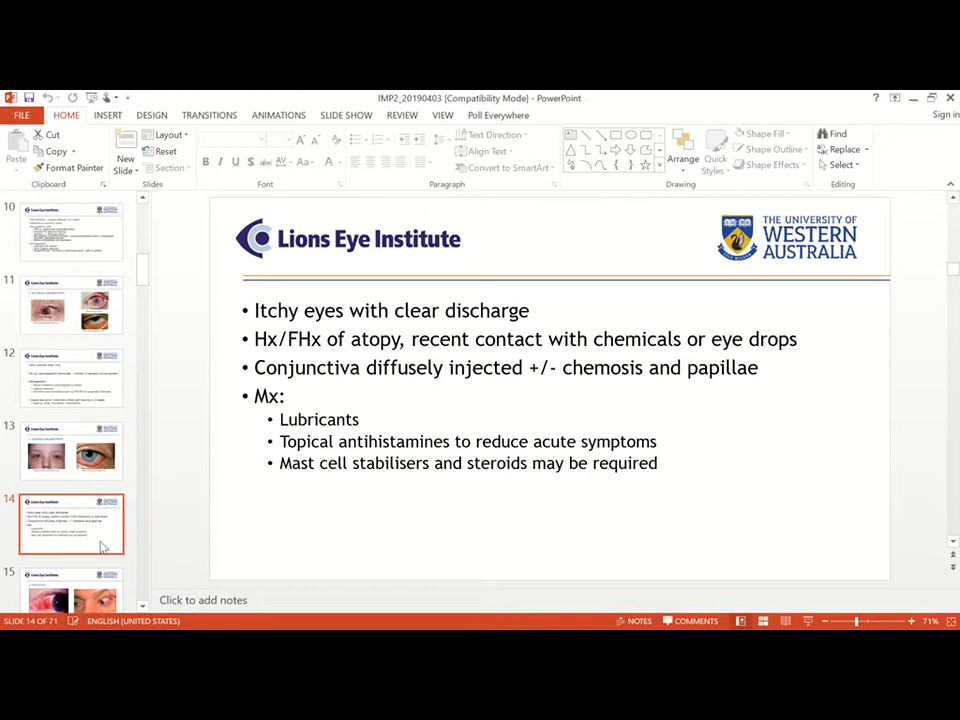 IMP2_20190403 [Compatibility Mode] - PowerPoint
Sign in
FILE HOME INSERT DESIGN TRANSITIONS ANIMATIONS SLIDE SHOW REVIEW VIEW Poll Everywhere
Paste
Cut
Copy
Format Painter
Clipboard
New
Slide
Layout
Reset
Section
Slides
Font
Text Direction
Align Text
Convert to SmartArt
Paragraph
Arrange
Quick
Styles
Shape Fill
Shape Outline
Shape Effects
Drawing
Find
Replace
Select
Editing
10
11
12
13
14
15
Lions Eye Institute
THE UNIVERSITY OF
WESTERN
AUSTRALIA
• Itchy eyes with clear discharge
• Hx/FHx of atopy, recent contact with chemicals or eye drops
• Conjunctiva diffusely injected +/- chemosis and papillae
• Mx:
• Lubricants
• Topical antihistamines to reduce acute symptoms
• Mast cell stabilisers and steroids may be required
Click to add notes
SLIDE 14 OF 71 ENGLISH (UNITED STATES) NOTES COMMENTS 71%